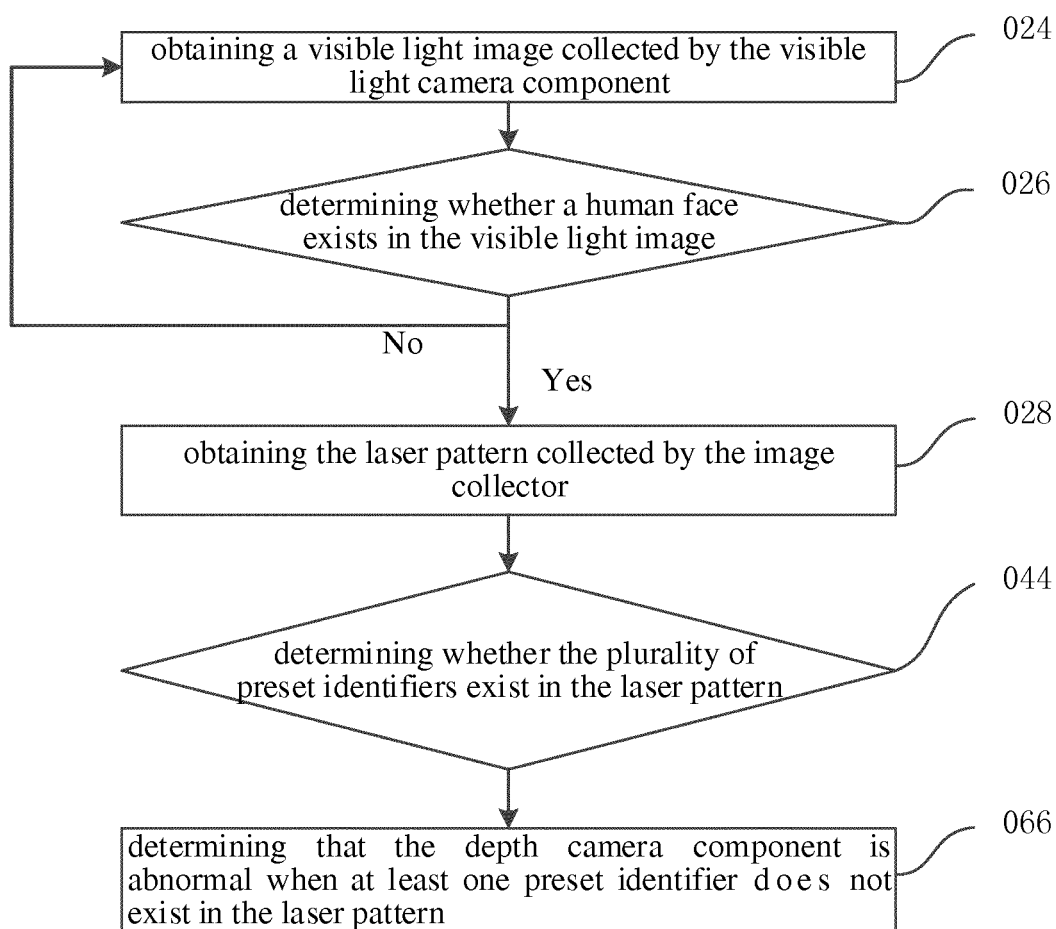 obtaining a visible light image collected by the visible
light camera component
024
determining whether a human face
exists in the visible light image
026
No
Yes
obtaining the laser pattern collected by the image
collector
028
determining whether the plurality of
preset identifiers exist in the laser pattern
044
determining that the depth camera component is
abnormal when at least one preset identifier does not
exist in the laser pattern
066